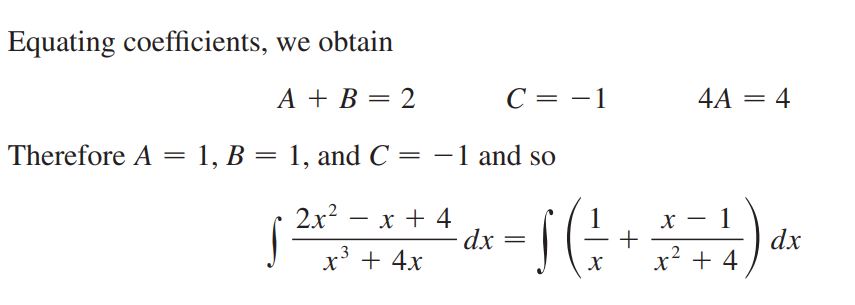 Equating coefficients, we obtain
A + B = 2 C = −1 4A = 4
Therefore A = 1, B = 1, and C = −1 and so
∫ (2x² − x + 4)/(x³ + 4x) dx = ∫ (1/x + (x − 1)/(x² + 4)) dx